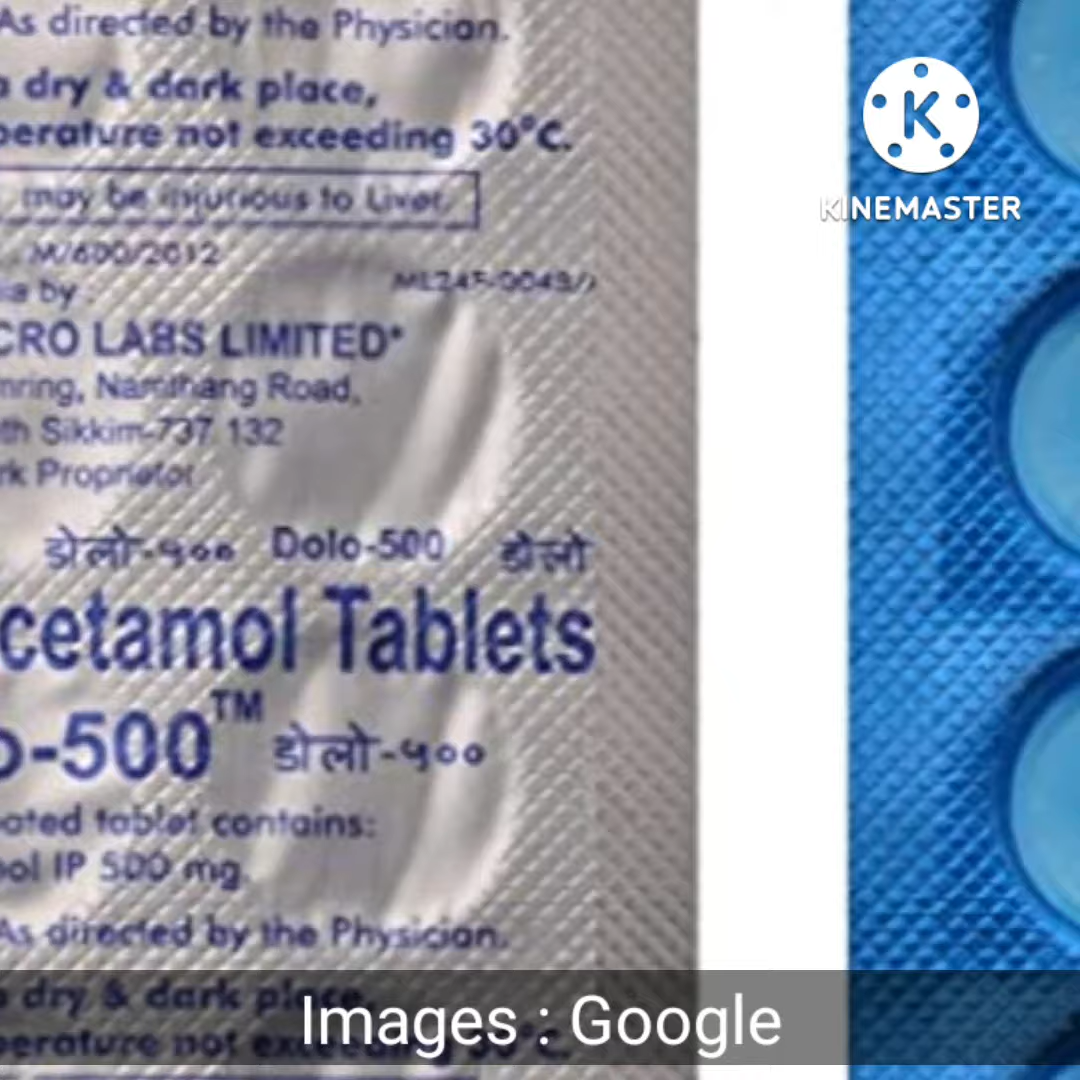 As directed by the Physician.
dry & dark place,
perature not exceeding 30°C.
may be injurious to Liver.
M/600/2012
by :
CRO LABS LIMITED*
mring, Namthang Road,
th Sikkim-737 132
rk Proprietor
डोलो-५०० Dolo-500 डोलो
cetamol Tablets
o-500™ डोलो-५००
oated tablet contains:
ol IP 500 mg.
As directed by the Physician.
dry & dark place,
perature not exceeding 30°C.
Images : Google
K
KINEMASTER